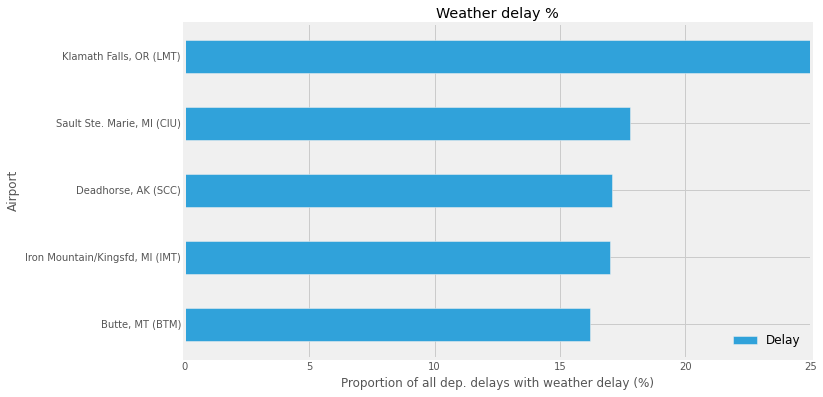 Weather delay %
Airport
Klamath Falls, OR (LMT)
Sault Ste. Marie, MI (CIU)
Deadhorse, AK (SCC)
Iron Mountain/Kingsfd, MI (IMT)
Butte, MT (BTM)
Delay
0 5 10 15 20 25
Proportion of all dep. delays with weather delay (%)